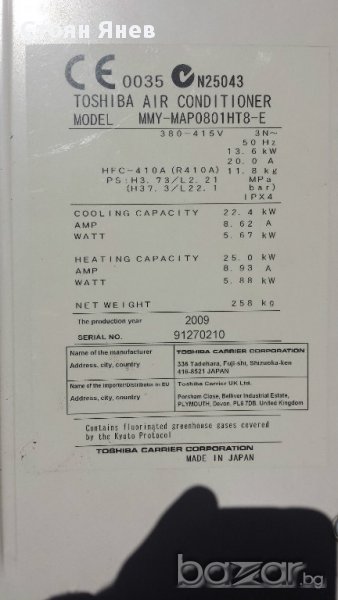 Стоян Янев
CE 0035 N25043
TOSHIBA AIR CONDITIONER
MODEL MMY-MAP0801HT8-E
380-415V 3N~
50 Hz
13.6 kW
20.0 A
HFC-410A (R410A) 11.8 kg
PS:H3.73/L2.21 MPa
(H37.3/L22.1 bar)
IPX4
COOLING CAPACITY 22.4 kW
AMP 8.62 A
WATT 5.67 kW
HEATING CAPACITY 25.0 kW
AMP 8.93 A
WATT 5.88 kW
NET WEIGHT 258 kg
The production year 2009
SERIAL NO. 91270210
Name of the manufacturer TOSHIBA CARRIER CORPORATION
Address, city, country 336 Tadehara, Fuji-shi, Shizuoka-ken
416-8521 JAPAN
Name of the Importer/Distributor in EU Toshiba Carrier UK Ltd.
Address, city, country Porsham Close, Belliver Industrial Estate,
PLYMOUTH, Devon, PL6 7DB. United Kingdom
Contains fluorinated greenhouse gases covered
by the Kyoto Protocol
TOSHIBA CARRIER CORPORATION
MADE IN JAPAN
bazar.bg